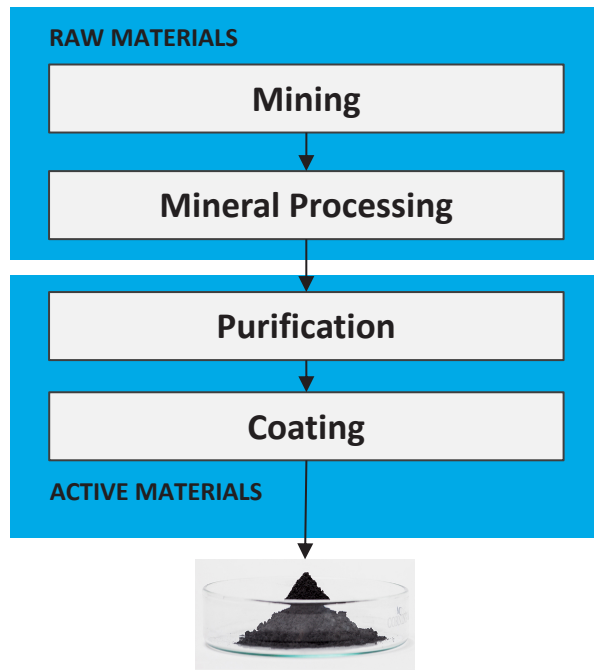 RAW MATERIALS
Mining
Mineral Processing
Purification
Coating
ACTIVE MATERIALS